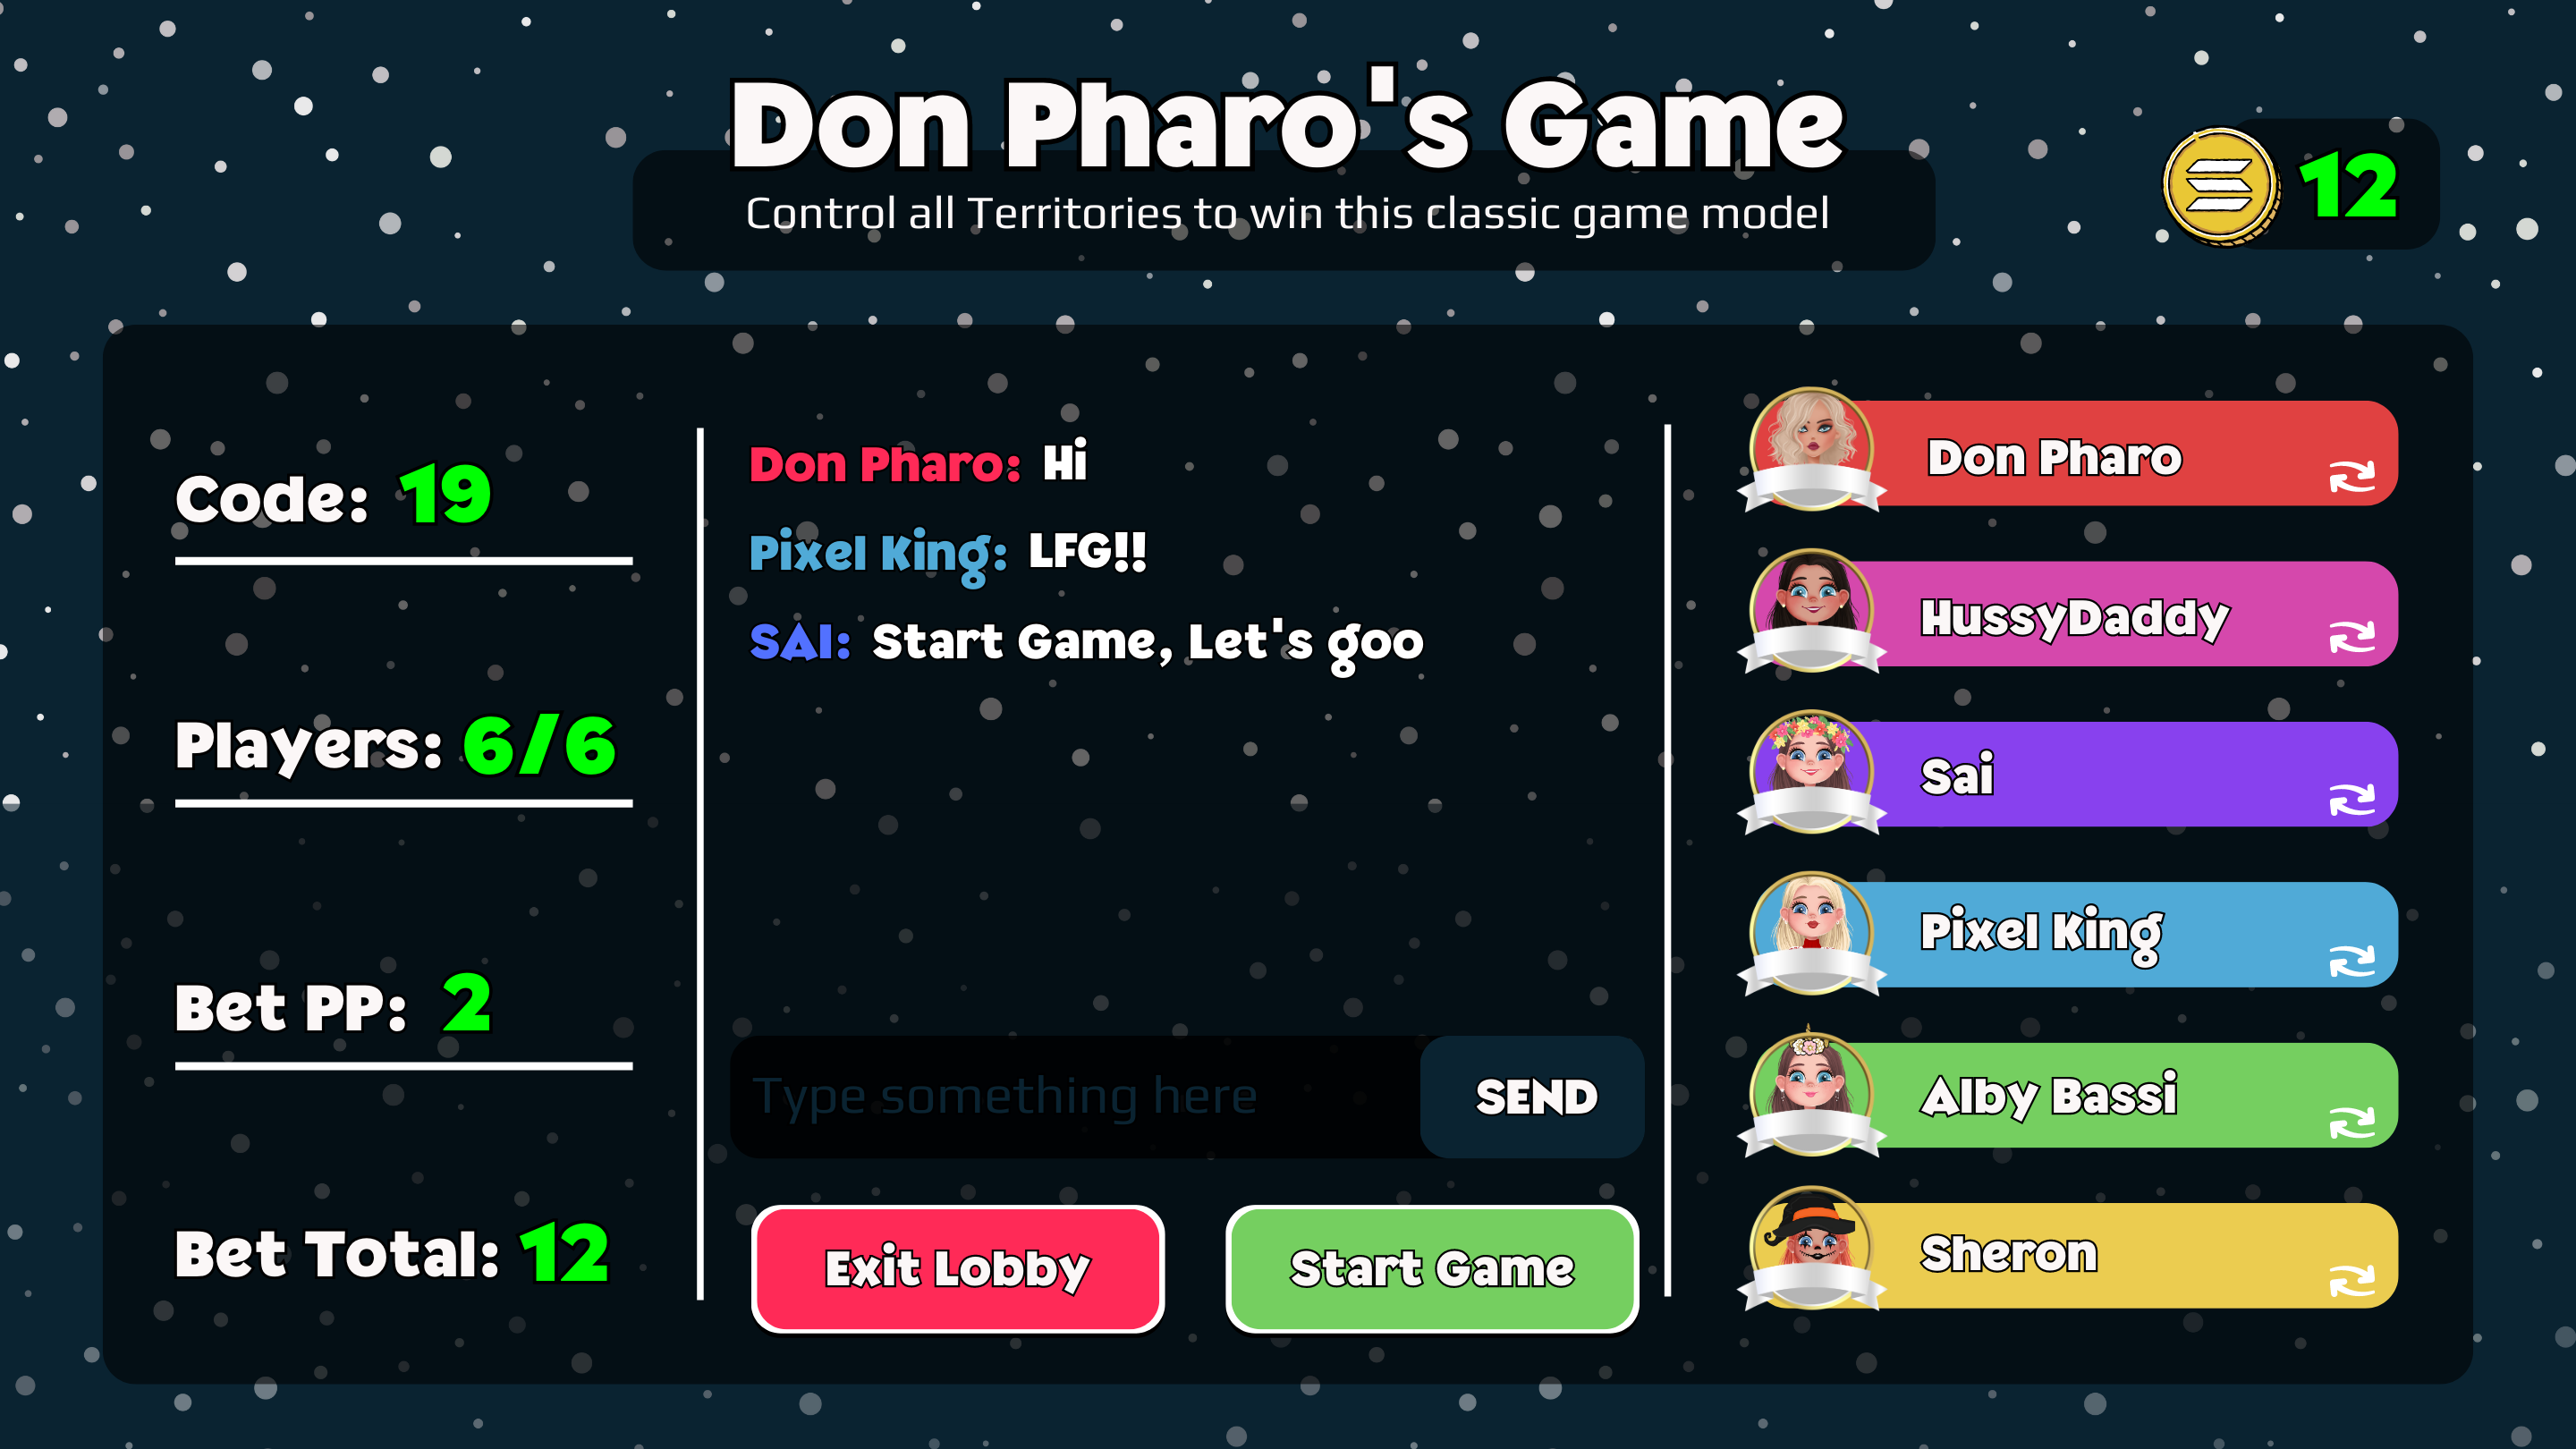 Don Pharo's Game
Control all Territories to win this classic game model
12
Code: 19
Players: 6/6
Bet PP: 2
Bet Total: 12
Don Pharo: Hi
Pixel King: LFG!!
SAI: Start Game, Let's goo
Type something here
SEND
Exit Lobby
Start Game
Don Pharo
HussyDaddy
Sai
Pixel King
Alby Bassi
Sheron